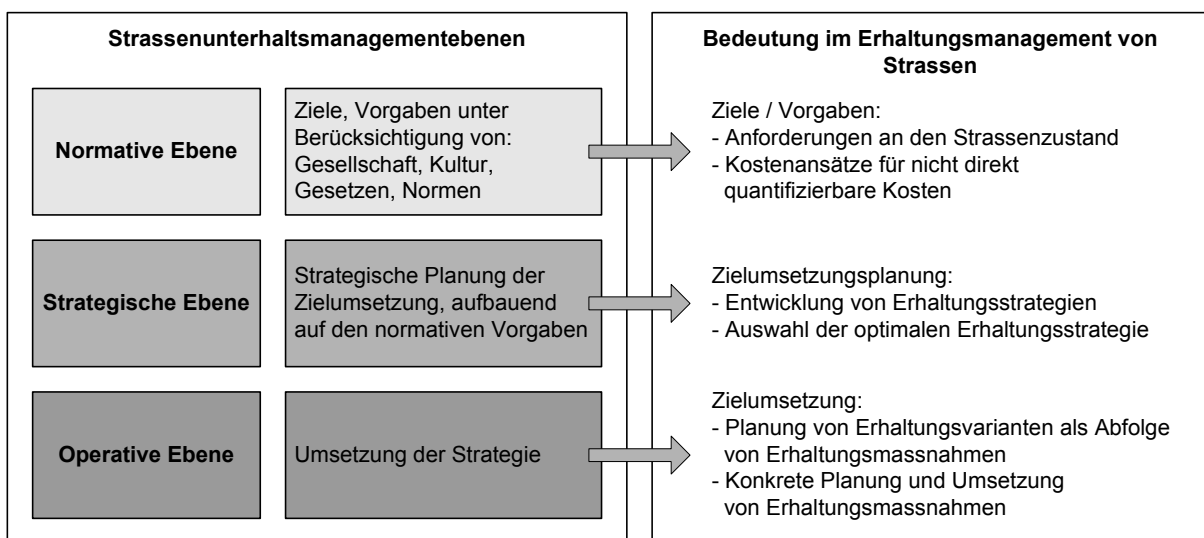 Strassenunterhaltsmanagementebenen
Normative Ebene
Ziele, Vorgaben unter
Berücksichtigung von:
Gesellschaft, Kultur,
Gesetzen, Normen
Strategische Ebene
Strategische Planung der
Zielumsetzung, aufbauend
auf den normativen Vorgaben
Operative Ebene
Umsetzung der Strategie
Bedeutung im Erhaltungsmanagement von
Strassen
Ziele / Vorgaben:
- Anforderungen an den Strassenzustand
- Kostenansätze für nicht direkt
quantifizierbare Kosten
Zielumsetzungsplanung:
- Entwicklung von Erhaltungsstrategien
- Auswahl der optimalen Erhaltungsstrategie
Zielumsetzung:
- Planung von Erhaltungsvarianten als Abfolge
von Erhaltungsmassnahmen
- Konkrete Planung und Umsetzung
von Erhaltungsmassnahmen